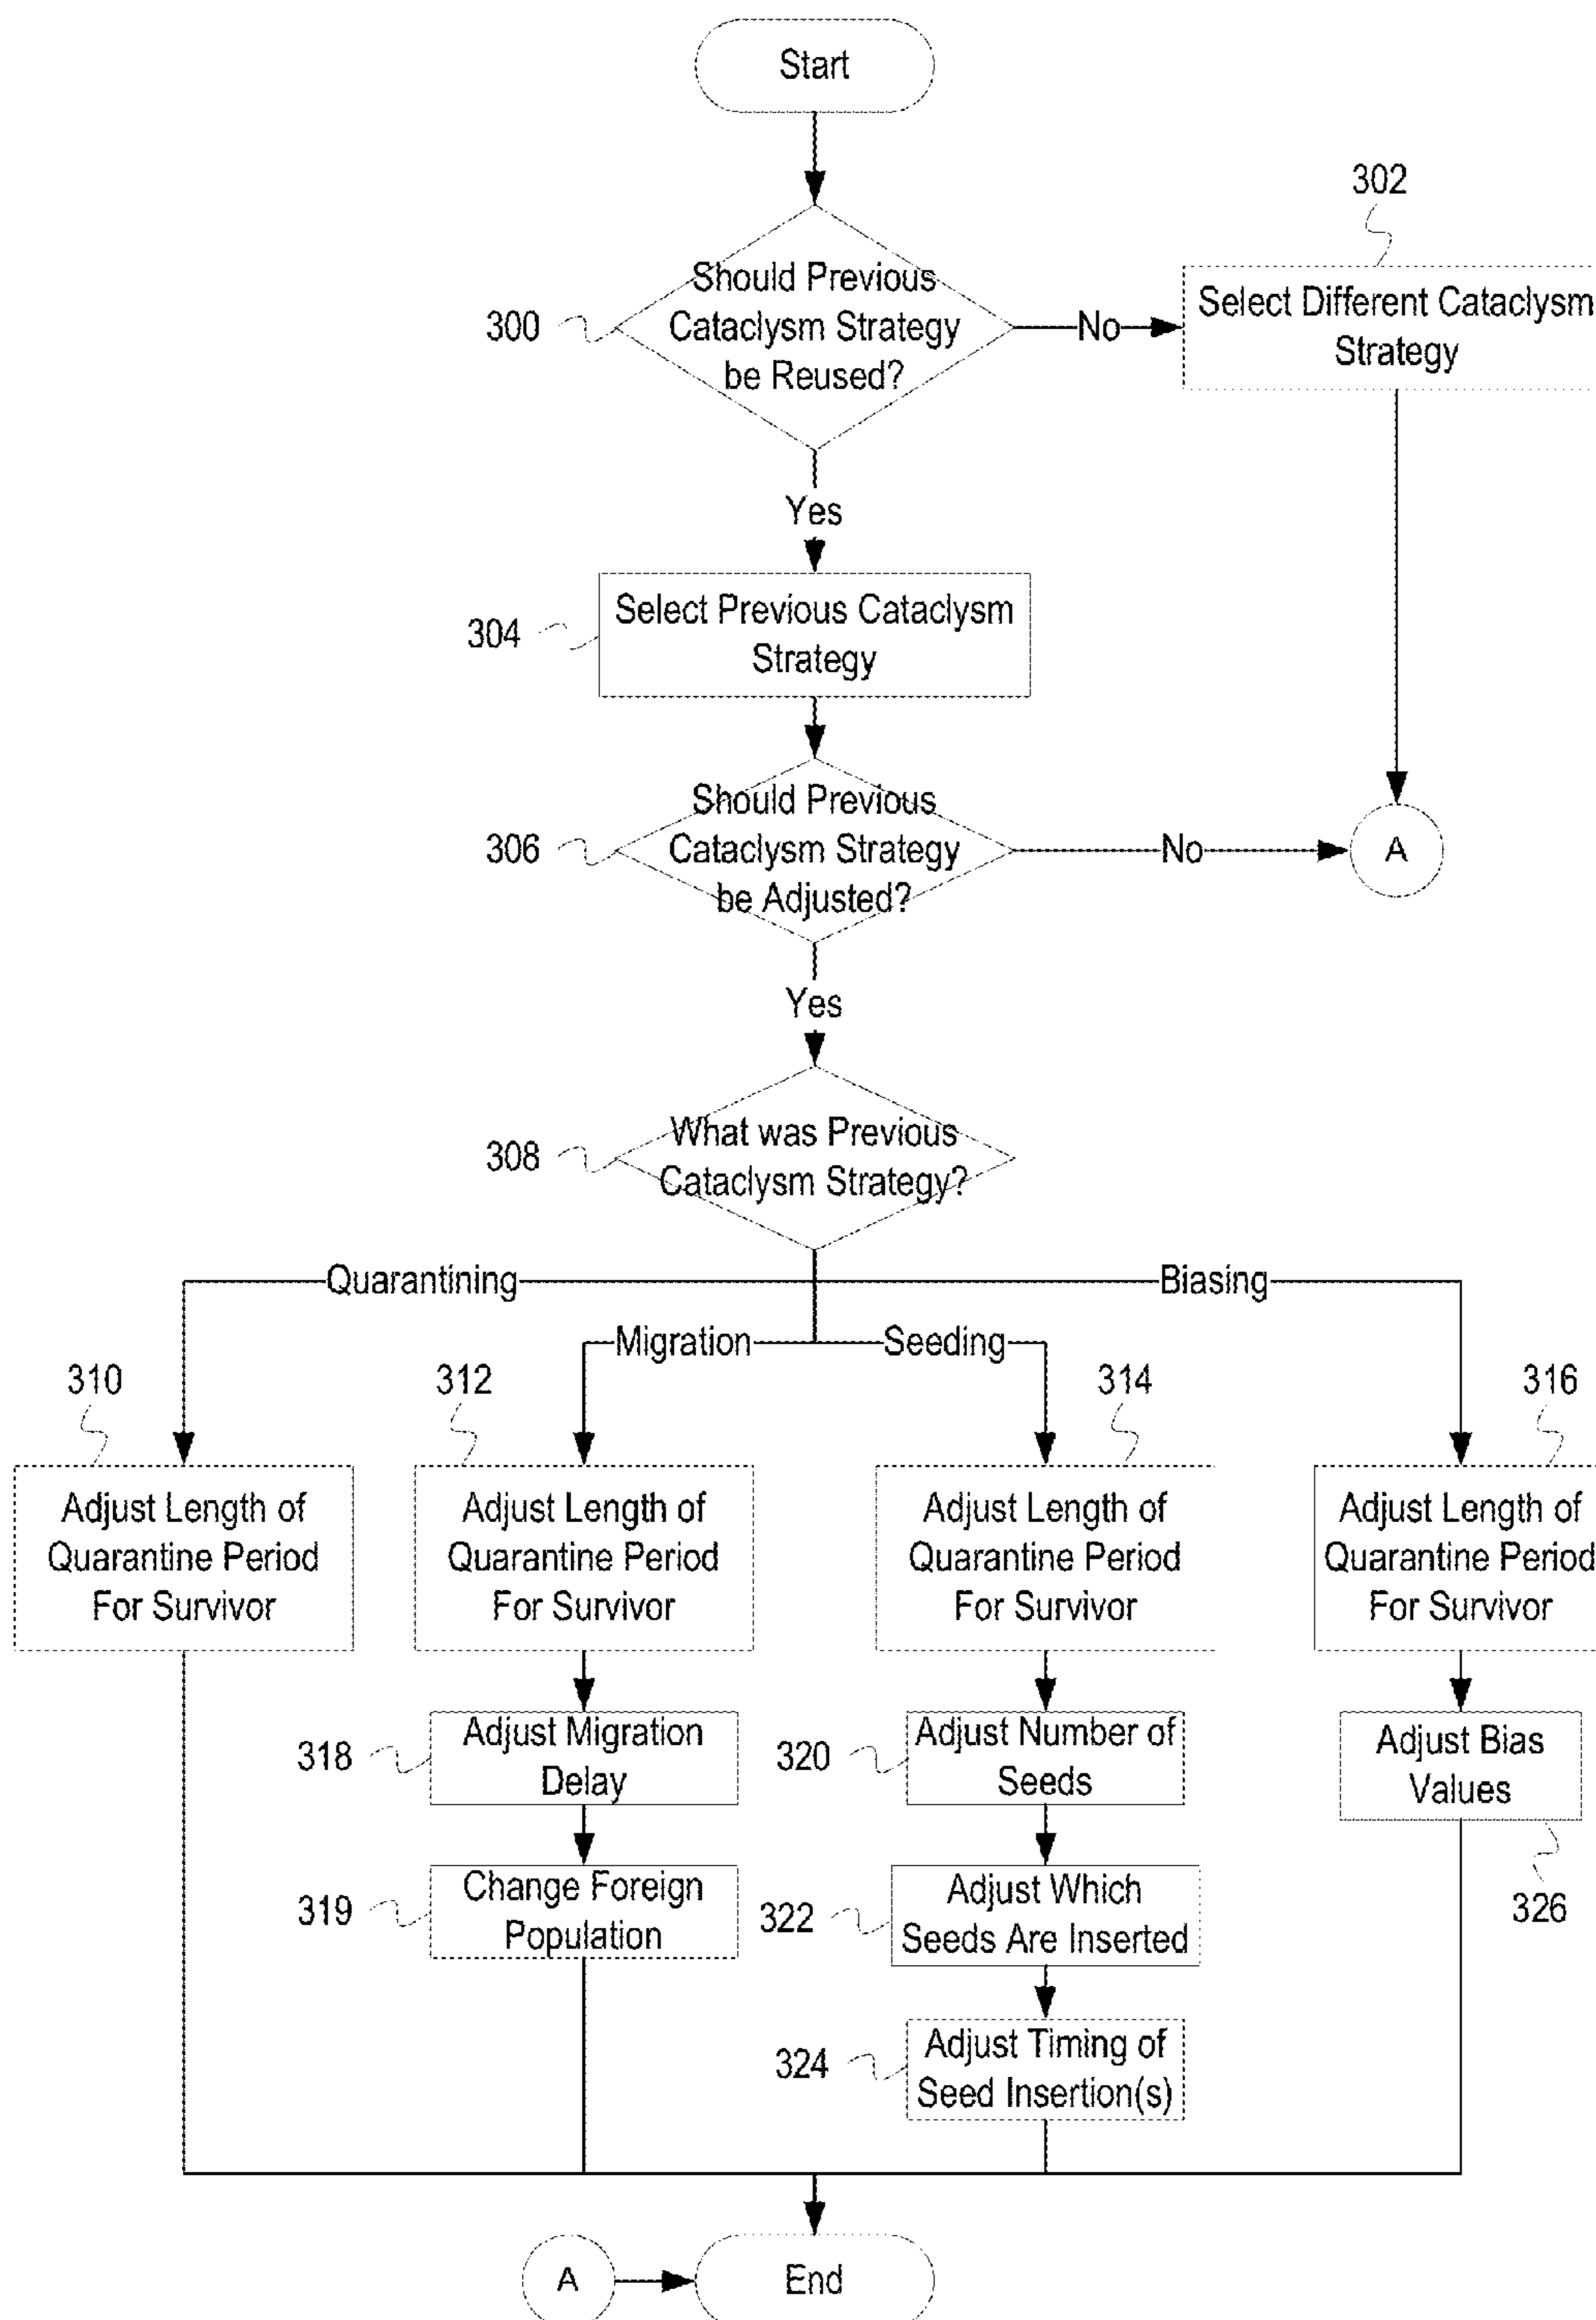 Start
302
Should Previous
Cataclysm Strategy
be Reused?
300
No
Select Different Cataclysm
Strategy
Yes
304
Select Previous Cataclysm
Strategy
306
Should Previous
Cataclysm Strategy
be Adjusted?
No
A
Yes
308
What was Previous
Cataclysm Strategy?
Quarantining
Biasing
Migration
Seeding
310
312
314
316
Adjust Length of
Quarantine Period
For Survivor
Adjust Length of
Quarantine Period
For Survivor
Adjust Length of
Quarantine Period
For Survivor
Adjust Length of
Quarantine Period
For Survivor
318
Adjust Migration
Delay
320
Adjust Number of
Seeds
Adjust Bias
Values
319
Change Foreign
Population
322
Adjust Which
Seeds Are Inserted
326
324
Adjust Timing of
Seed Insertion(s)
A
End